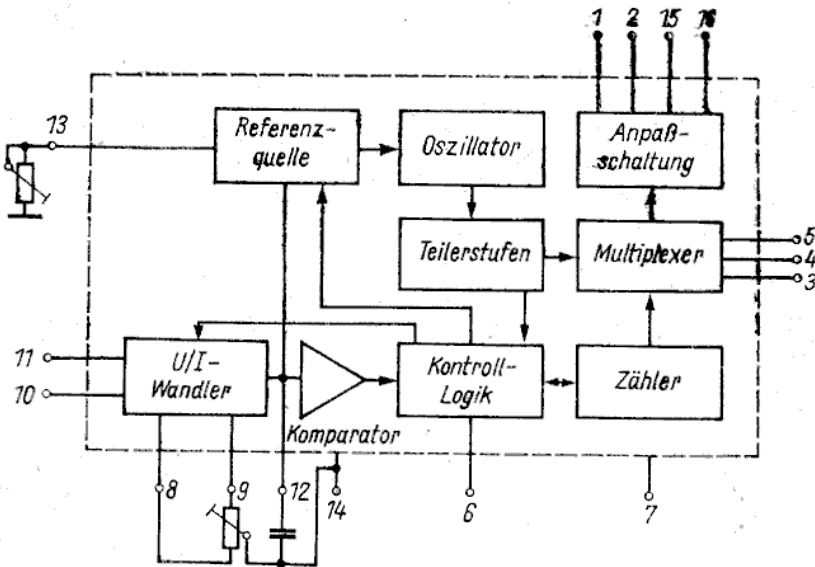 1 2 15 16
13
Referenz-
quelle
Oszillator
Anpaß-
schaltung
Teilerstufen
Multiplexer
5
4
3
11
10
U/I-
Wandler
Komparator
Kontroll-
Logik
Zähler
8 9 12 14 6 7